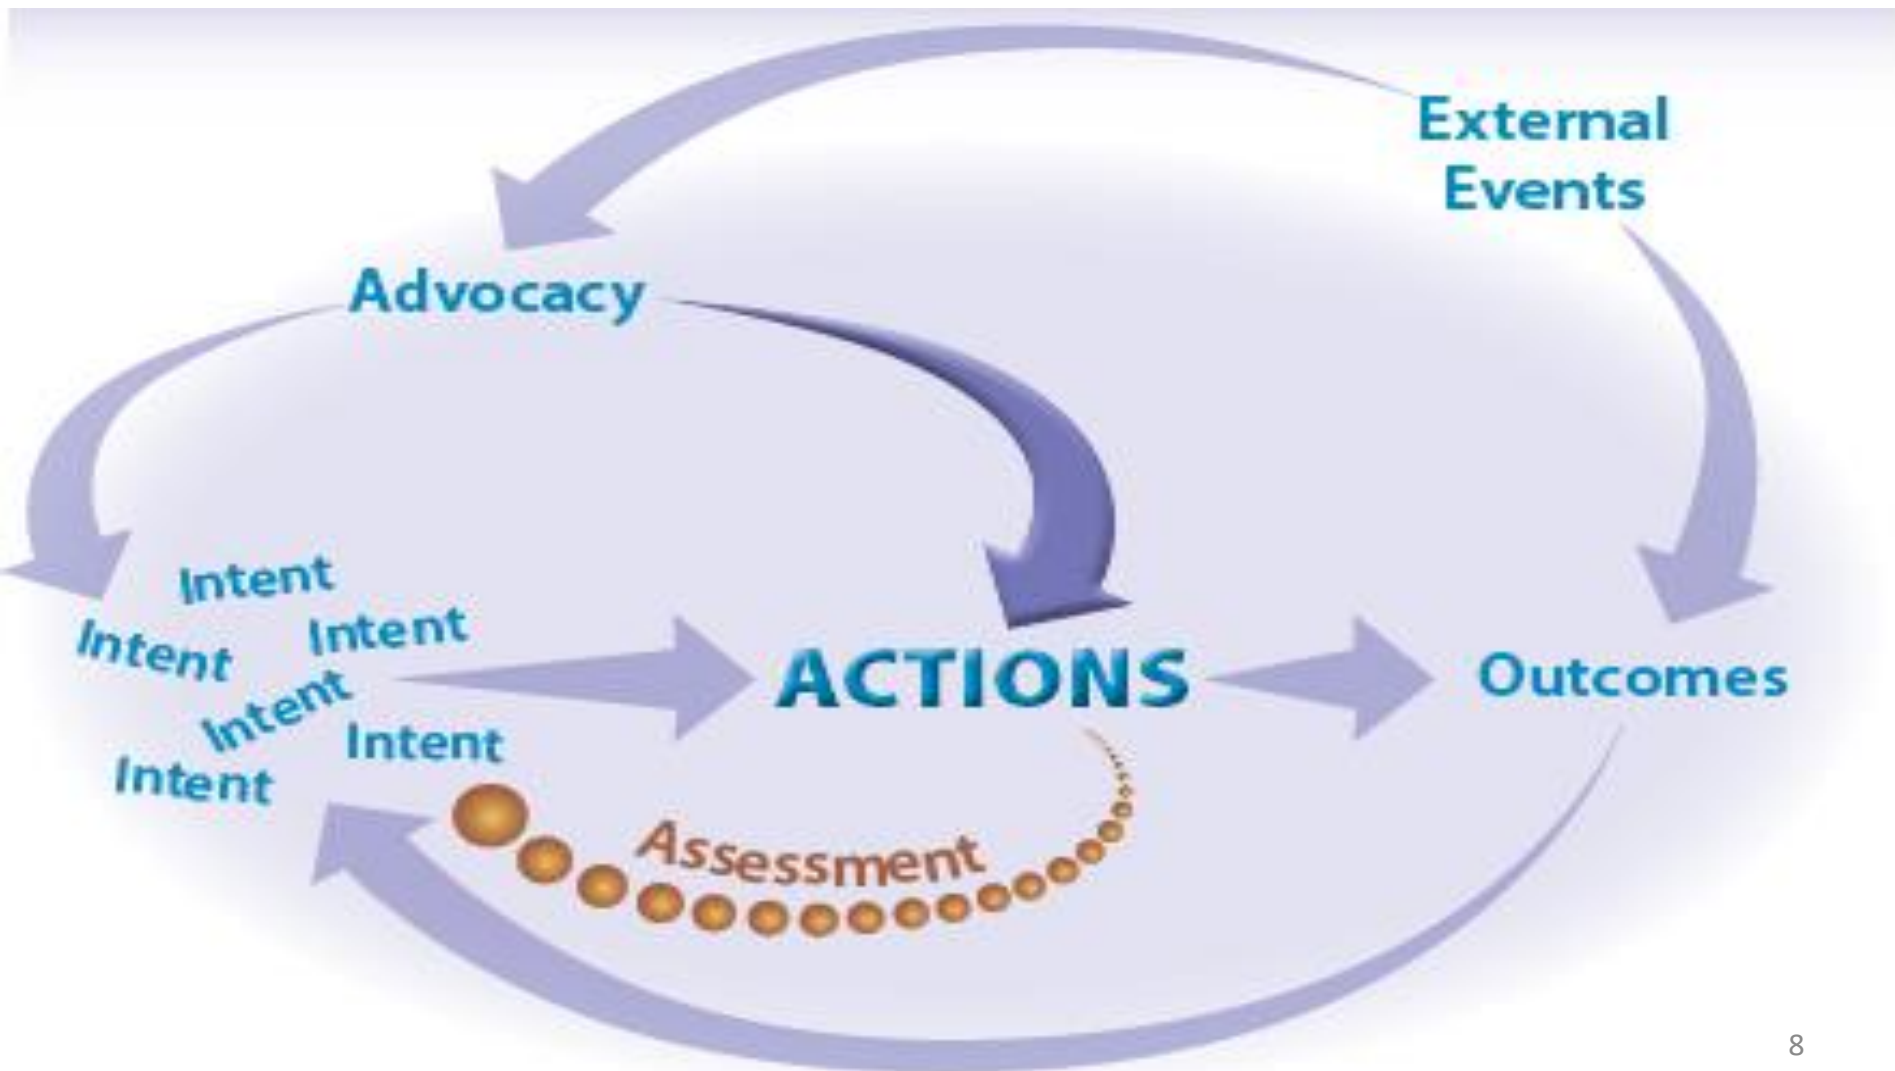 External
Events
Advocacy
Intent
Intent
Intent
Intent
Intent
Intent
ACTIONS
Outcomes
Assessment
8